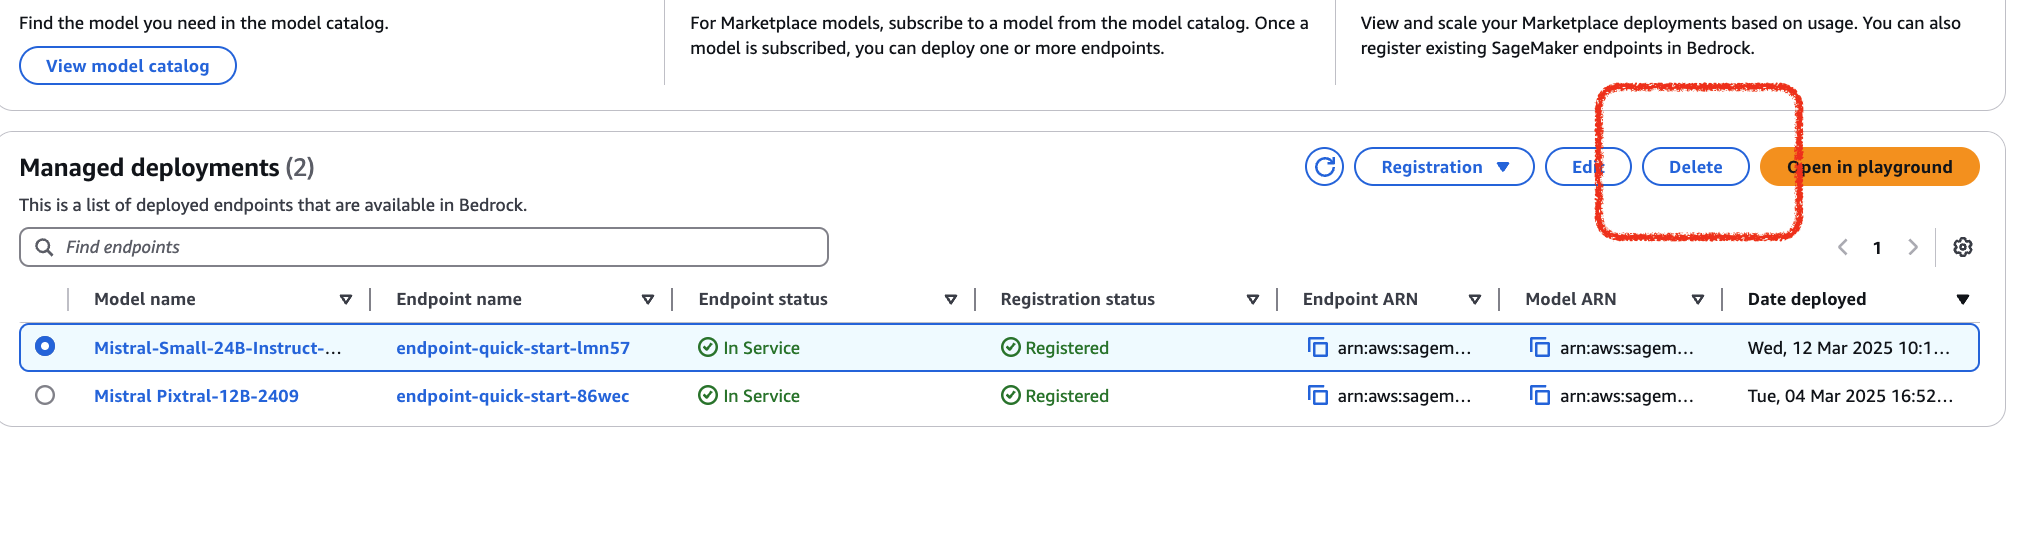 Find the model you need in the model catalog.
View model catalog
For Marketplace models, subscribe to a model from the model catalog. Once a
model is subscribed, you can deploy one or more endpoints.
View and scale your Marketplace deployments based on usage. You can also
register existing SageMaker endpoints in Bedrock.
Managed deployments (2)
Registration
Edit
Delete
Open in playground
This is a list of deployed endpoints that are available in Bedrock.
Find endpoints
1
Model name
Endpoint name
Endpoint status
Registration status
Endpoint ARN
Model ARN
Date deployed
Mistral-Small-24B-Instruct-...
endpoint-quick-start-lmn57
In Service
Registered
arn:aws:sagem...
arn:aws:sagem...
Wed, 12 Mar 2025 10:1...
Mistral Pixtral-12B-2409
endpoint-quick-start-86wec
In Service
Registered
arn:aws:sagem...
arn:aws:sagem...
Tue, 04 Mar 2025 16:52...